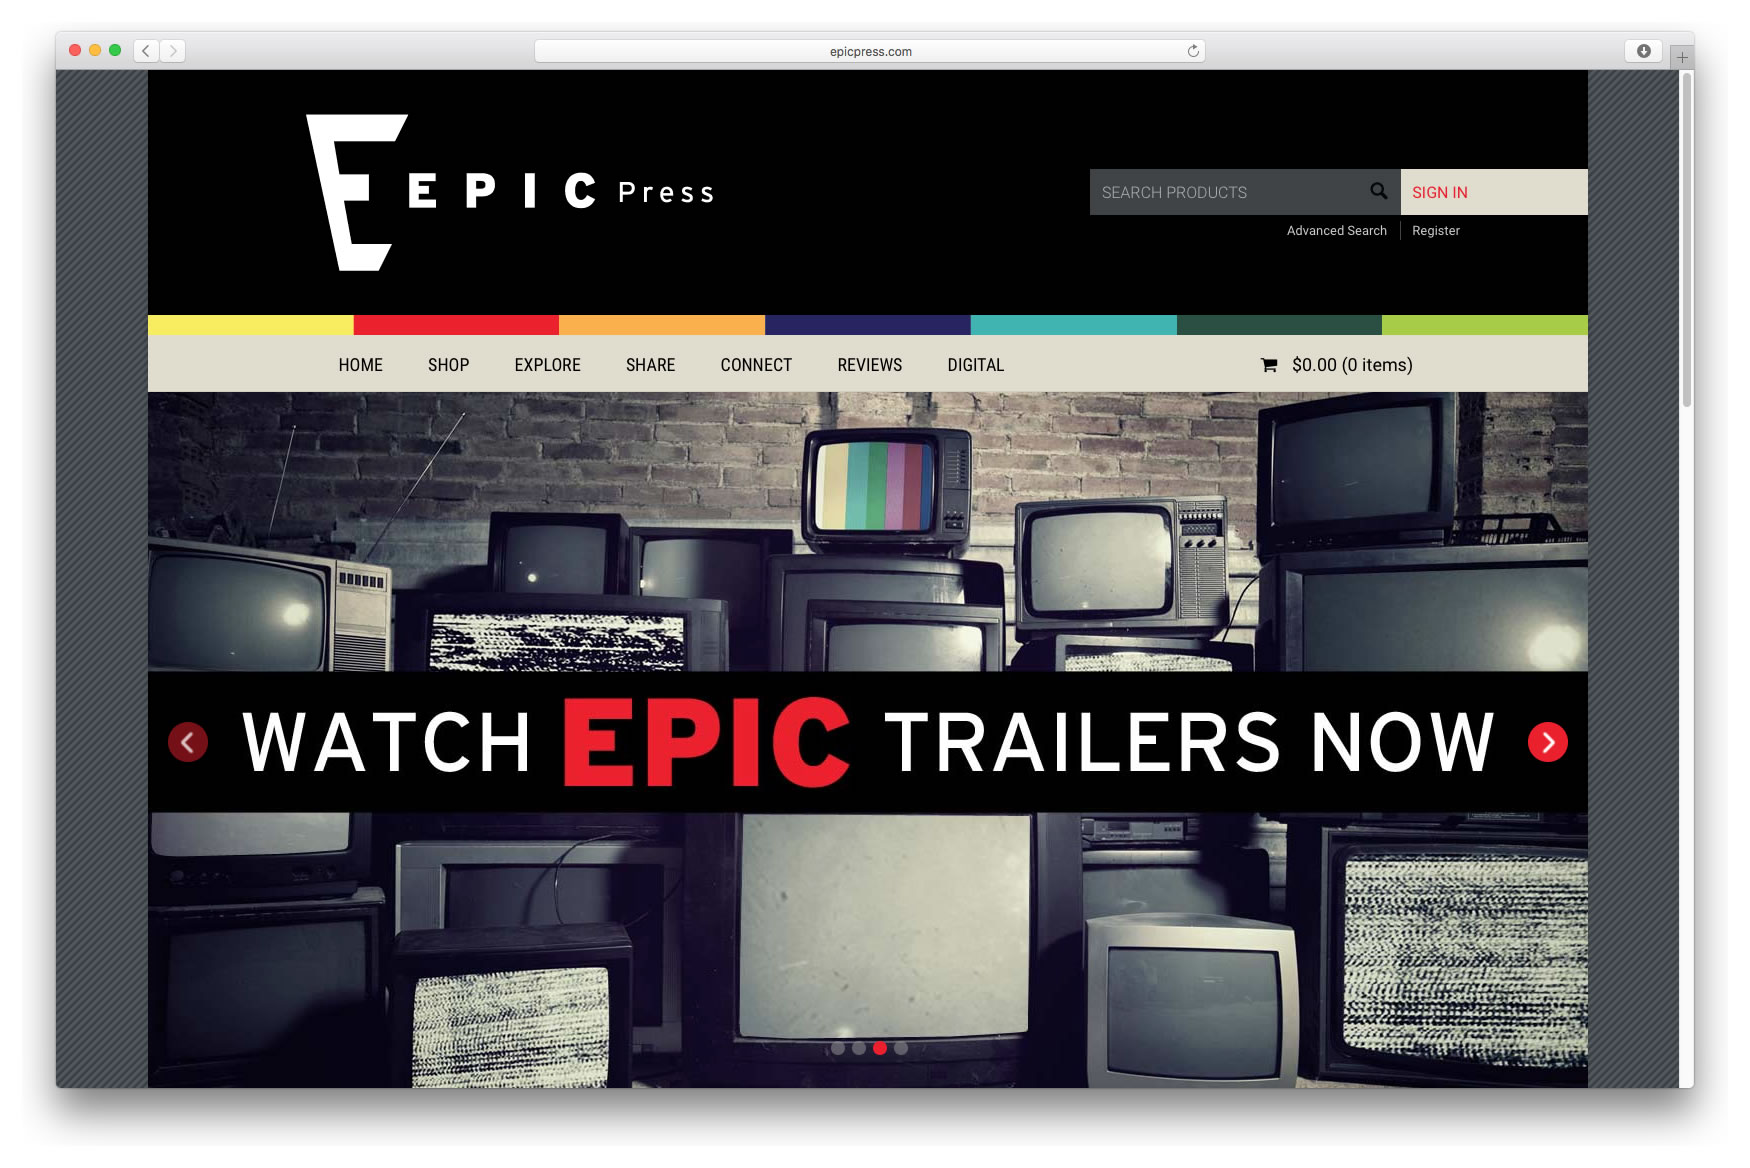 epicpress.com
EPIC Press
SEARCH PRODUCTS
SIGN IN
Advanced Search
Register
HOME SHOP EXPLORE SHARE CONNECT REVIEWS DIGITAL
$0.00 (0 items)
WATCH EPIC TRAILERS NOW